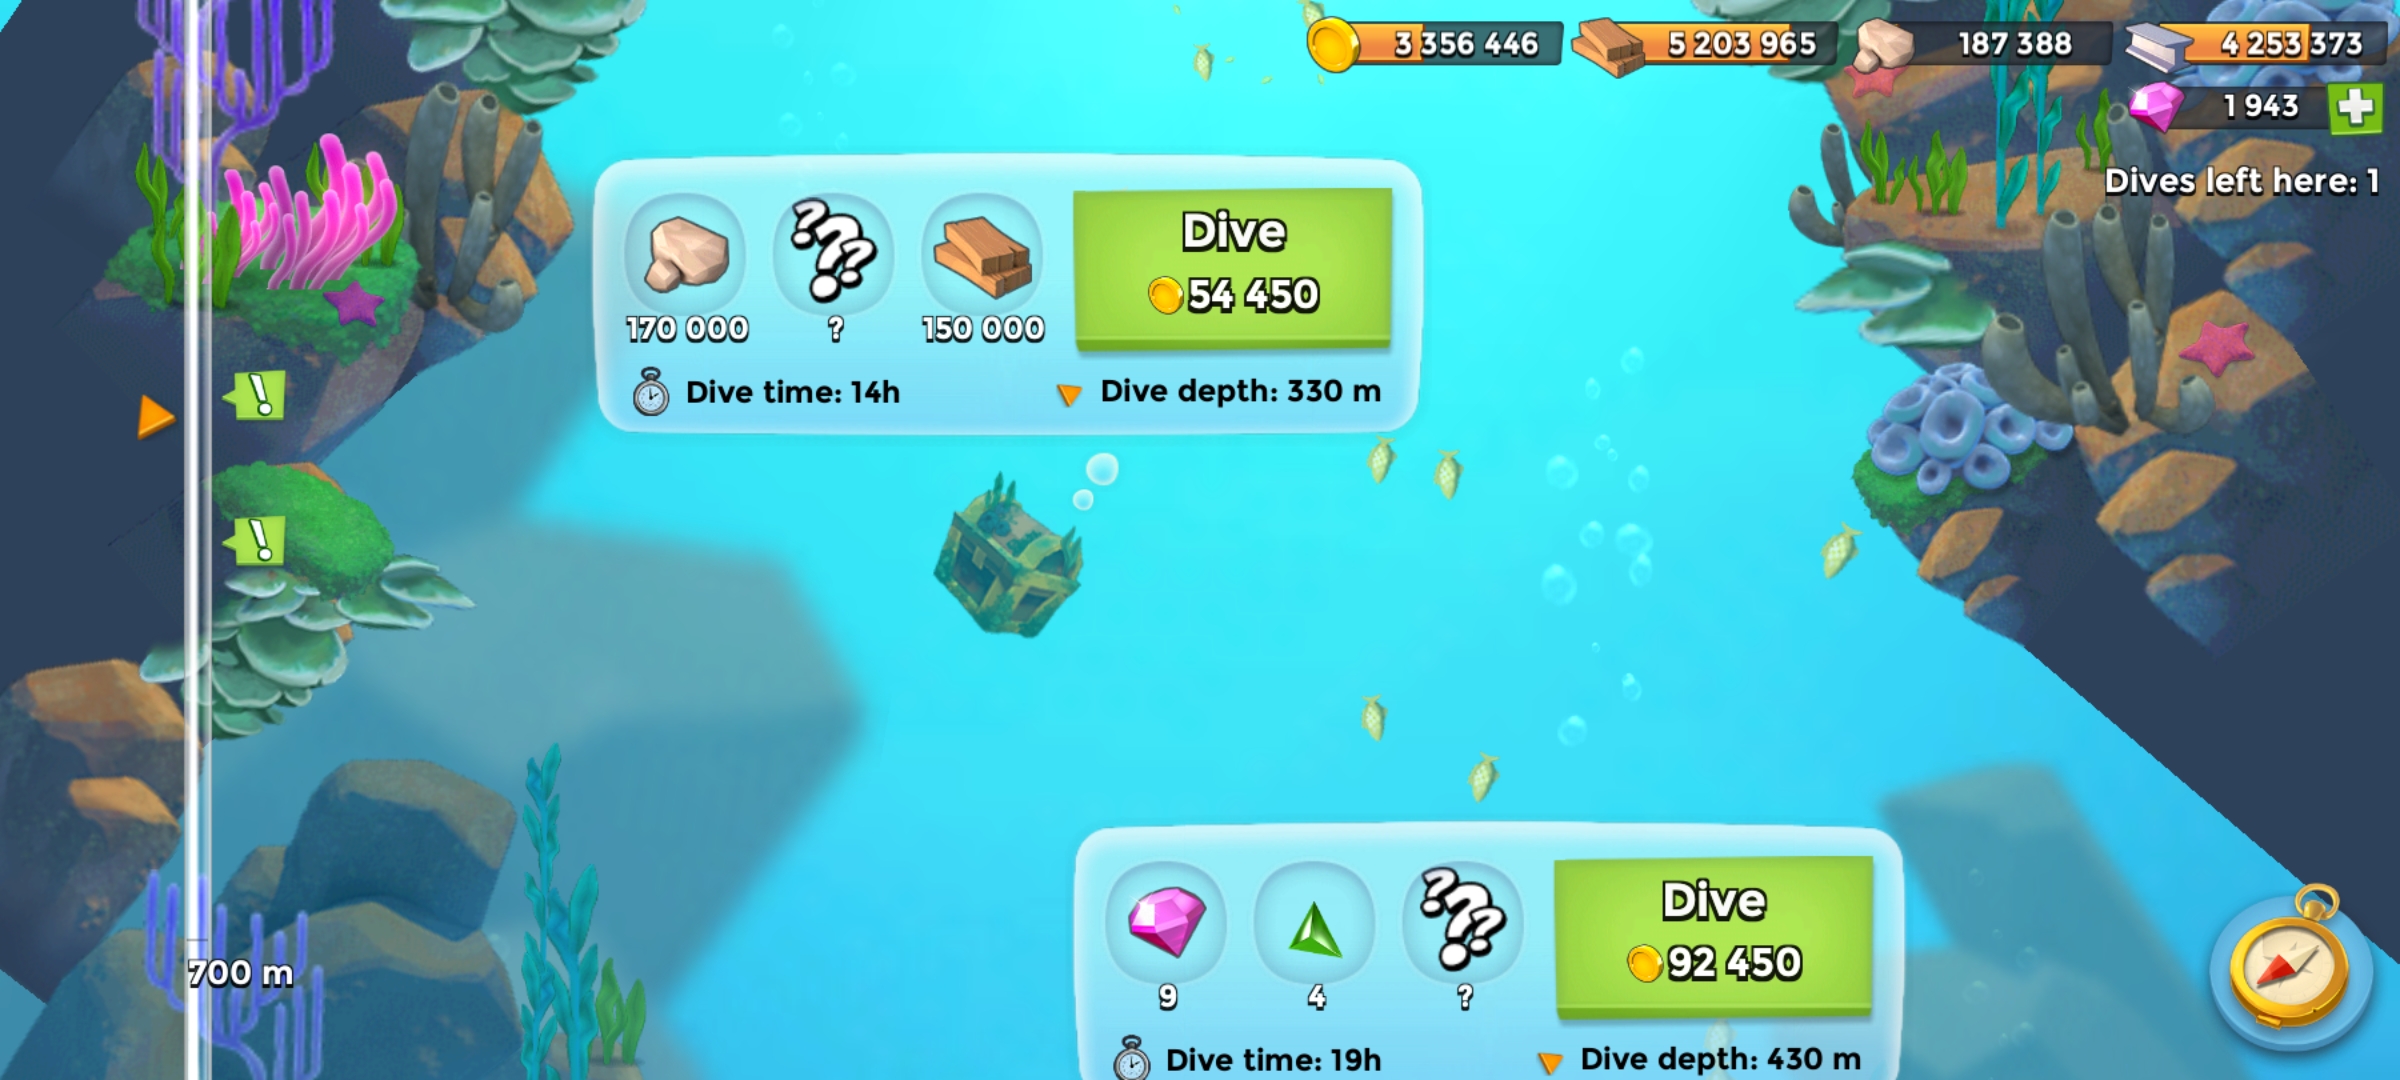 3 356 446
5 203 965
187 388
4 253 373
1 943
Dives left here: 1
Dive
54 450
170 000
?
150 000
Dive time: 14h
Dive depth: 330 m
Dive
92 450
9
4
?
Dive time: 19h
Dive depth: 430 m
700 m